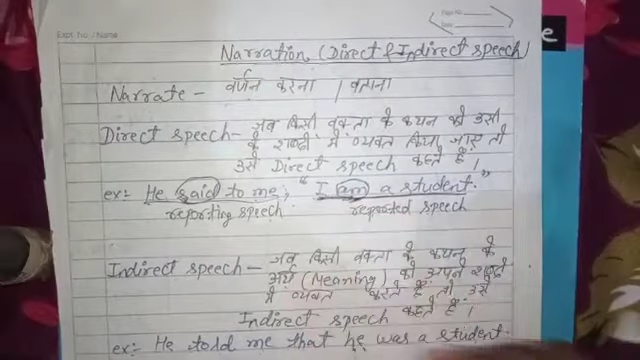 Expt. No. / Name
Page No.
Date
e
Narration (Direct & Indirect speech)
Narrate - वर्णन करना / बताना
Direct speech - जब किसी वक्ता के कथन को उसी
के शब्दों में व्यक्त किया जाए तो
उसे Direct speech कहते हैं।
ex: He said to me, "I am a student."
reporting speech reported speech
Indirect speech - जब किसी वक्ता के कथन के
अर्थ (Meaning) को अपने शब्दों
में व्यक्त करते हैं तो उसे
Indirect speech कहते हैं।
ex: He told me that he was a student.